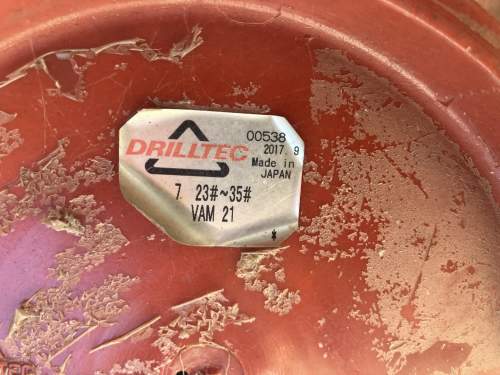 00538
2017. 9
DRILLTEC
Made in
JAPAN
7 23#~35#
VAM 21
*